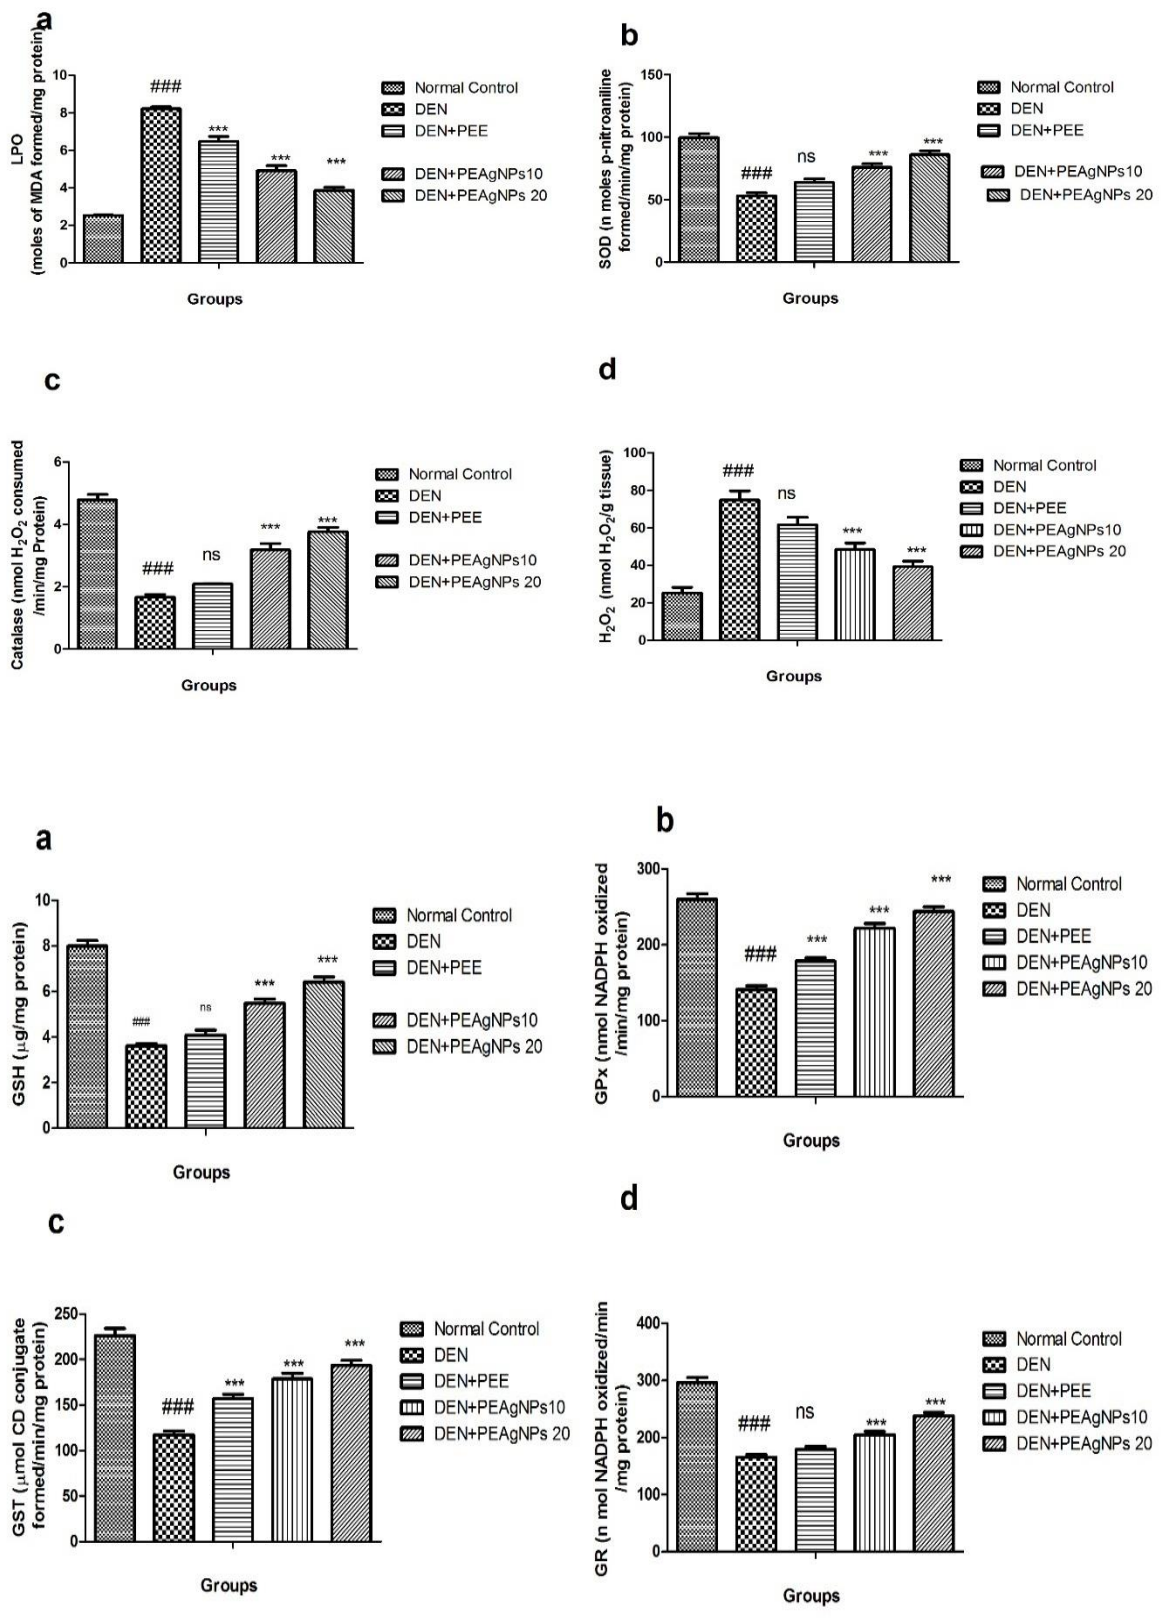 a
LPO
(moles of MDA formed/mg protein)
10
8
6
4
2
0
###
***
***
***
Groups
Normal Control
DEN
DEN+PEE
DEN+PEAgNPs10
DEN+PEAgNPs 20
b
SOD (n moles p-nitroaniline
formed/min/mg protein)
150
100
50
0
###
ns
***
***
Groups
Normal Control
DEN
DEN+PEE
DEN+PEAgNPs10
DEN+PEAgNPs 20
c
Catalase (nmol H₂O₂ consumed
/min/mg Protein)
6
4
2
0
###
ns
***
***
Groups
Normal Control
DEN
DEN+PEE
DEN+PEAgNPs10
DEN+PEAgNPs 20
d
H₂O₂ (nmol H₂O₂/g tissue)
100
80
60
40
20
0
###
ns
***
***
Groups
Normal Control
DEN
DEN+PEE
DEN+PEAgNPs10
DEN+PEAgNPs 20
a
GSH (μg/mg protein)
10
8
6
4
2
0
###
ns
***
***
Groups
Normal Control
DEN
DEN+PEE
DEN+PEAgNPs10
DEN+PEAgNPs 20
b
GPx (nmol NADPH oxidized
/min/mg protein)
300
200
100
0
###
***
***
***
Groups
Normal Control
DEN
DEN+PEE
DEN+PEAgNPs10
DEN+PEAgNPs 20
c
GST (μmol CD conjugate
formed/min/mg protein)
250
200
150
100
50
0
###
***
***
***
Groups
Normal Control
DEN
DEN+PEE
DEN+PEAgNPs10
DEN+PEAgNPs 20
d
GR (n mol NADPH oxidized/min
/mg protein)
400
300
200
100
0
###
ns
***
***
Groups
Normal Control
DEN
DEN+PEE
DEN+PEAgNPs10
DEN+PEAgNPs 20